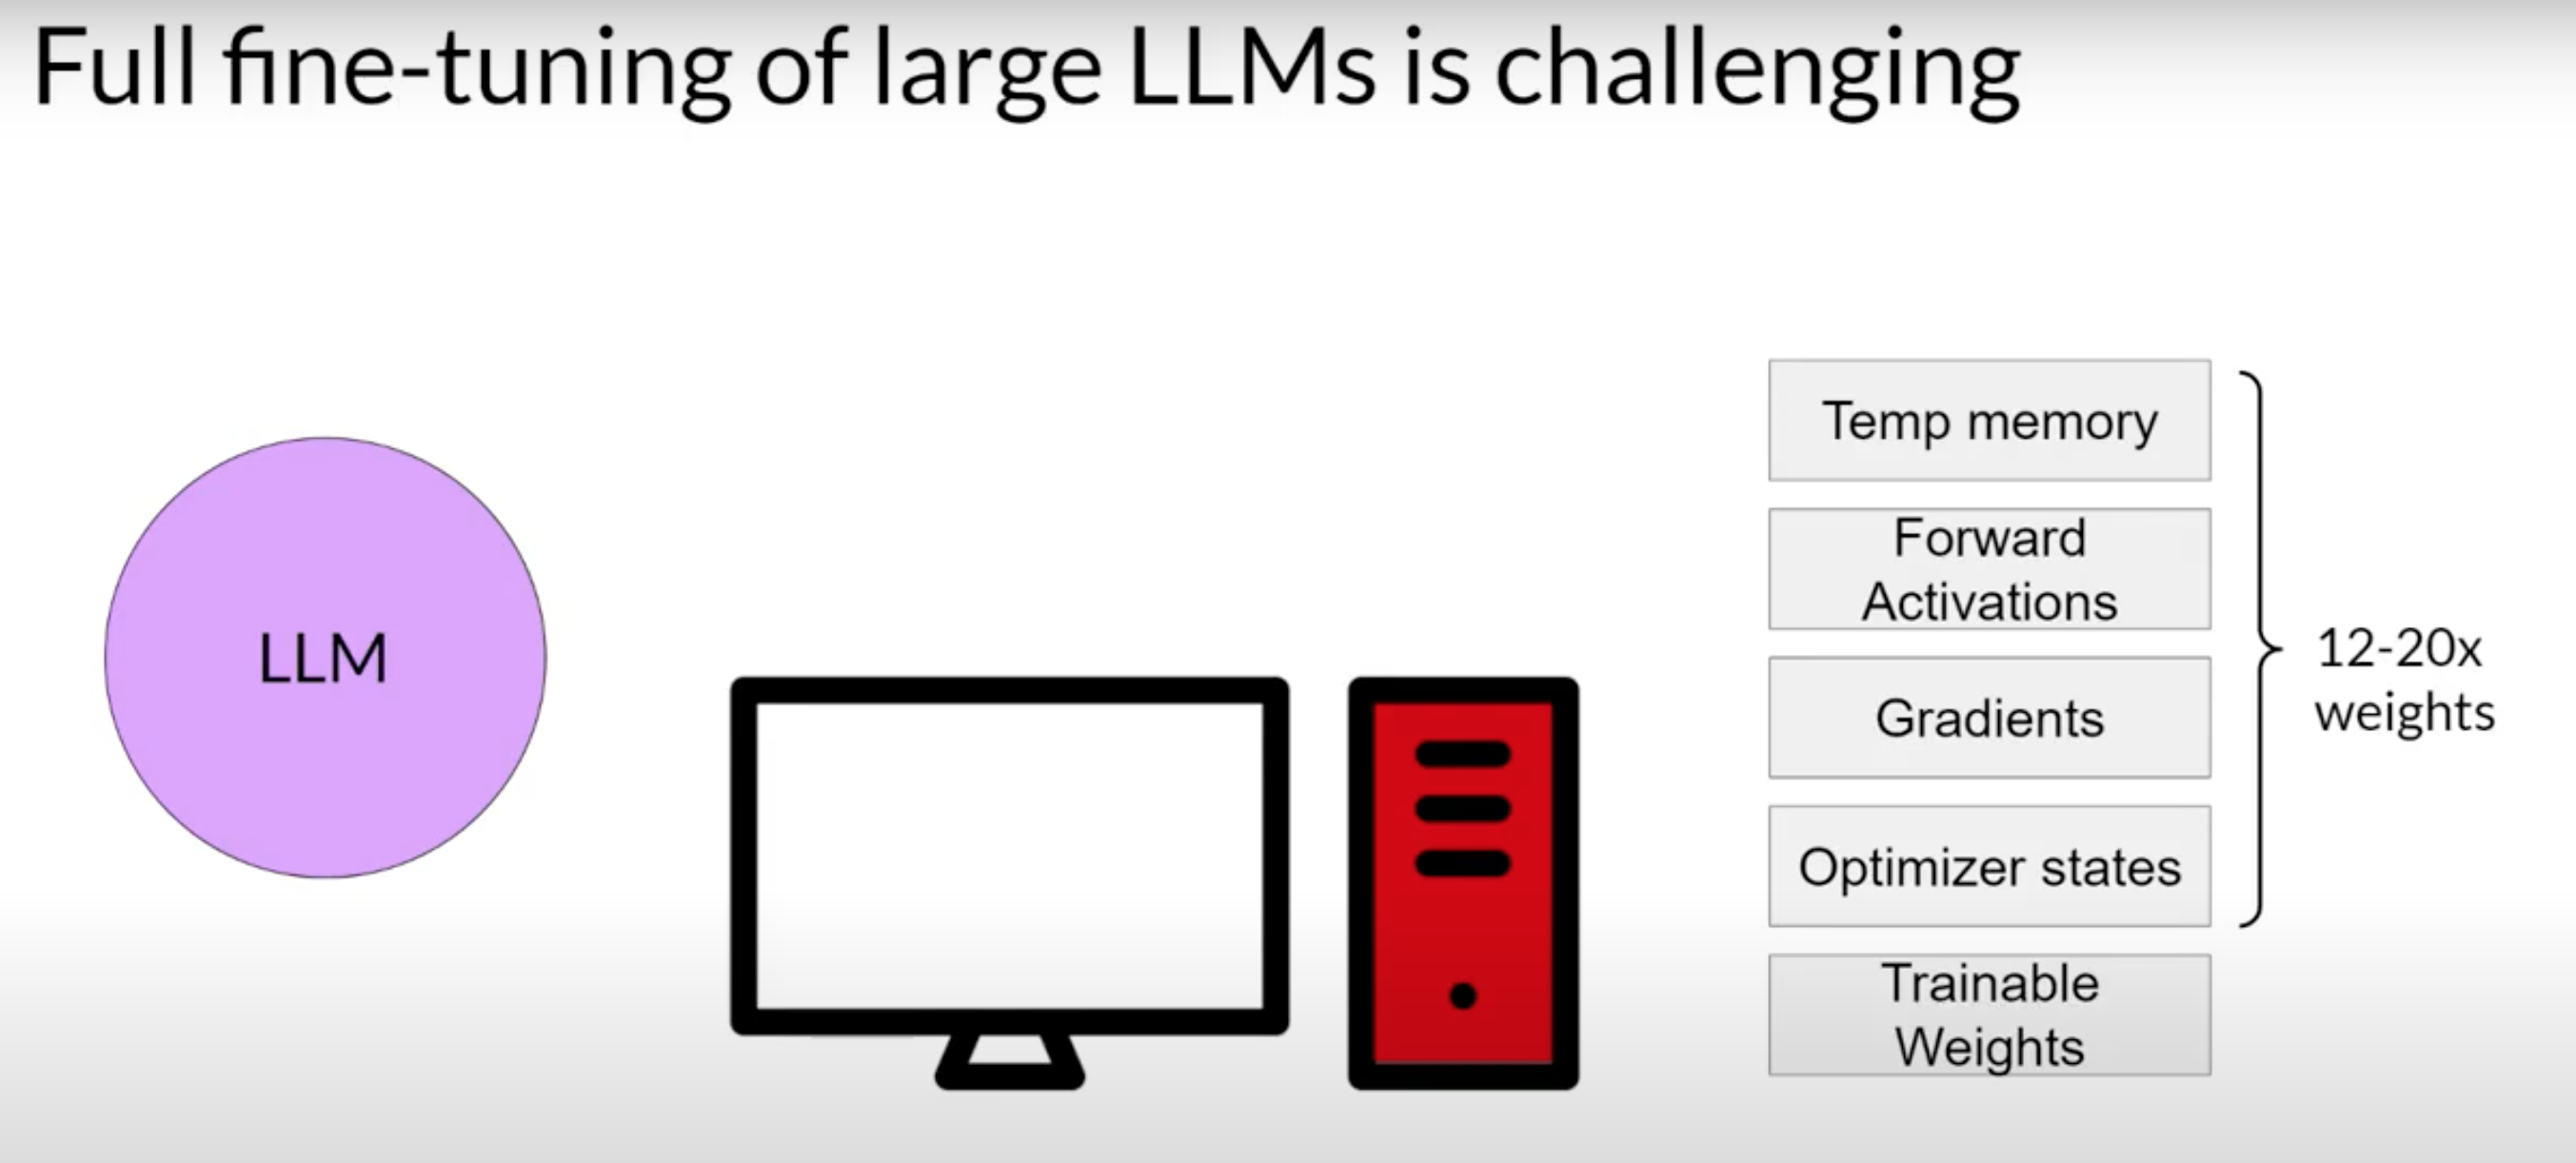 Full fine-tuning of large LLMs is challenging
LLM
Temp memory
Forward
Activations
Gradients
Optimizer states
Trainable
Weights
12-20x
weights